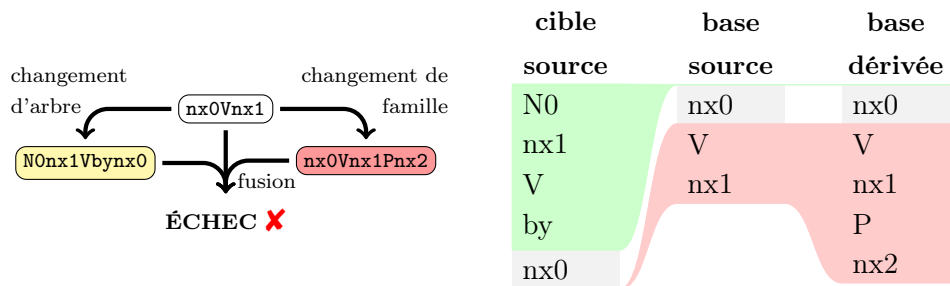 changement
d'arbre
changement de
famille
nx0Vnx1
N0nx1Vbynx0
nx0Vnx1Pnx2
fusion
ÉCHEC ✘
cible base base
source source dérivée
N0 nx0 nx0
nx1 V V
V nx1 nx1
by P
nx0 nx2